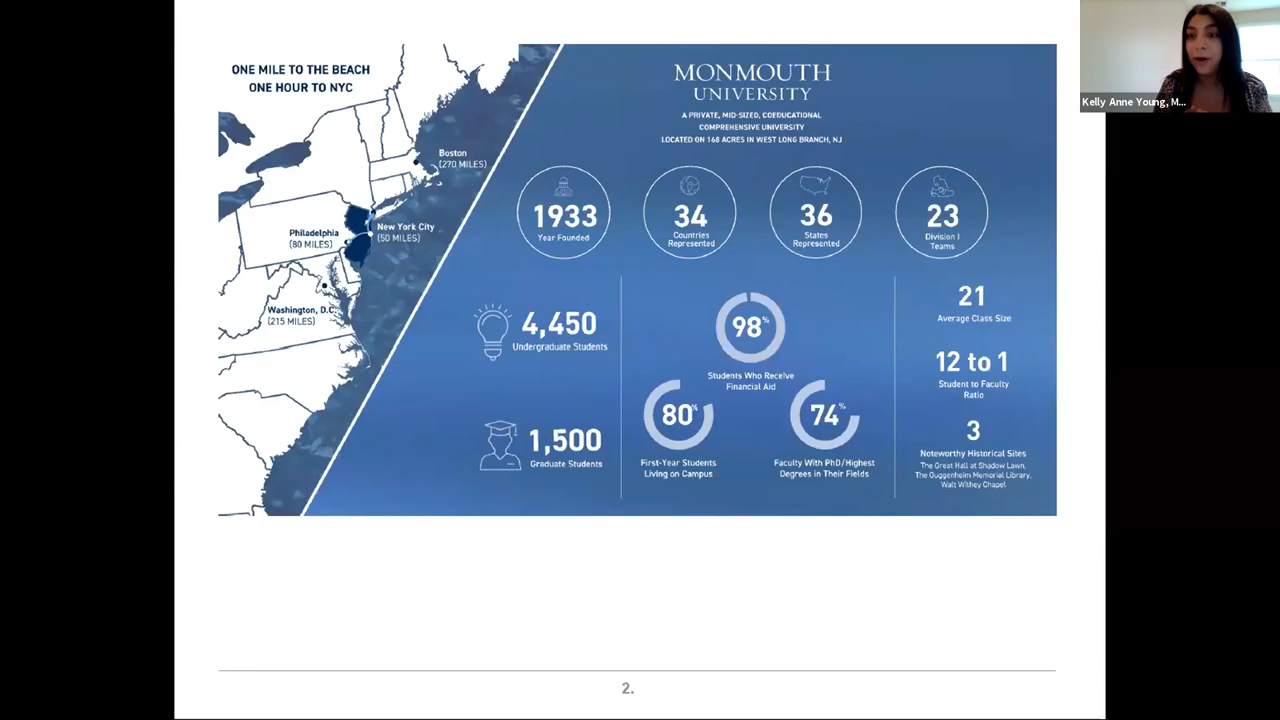 ONE MILE TO THE BEACH
ONE HOUR TO NYC
Boston
(270 MILES)
New York City
(50 MILES)
Philadelphia
(80 MILES)
Washington, D.C.
(215 MILES)
MONMOUTH
UNIVERSITY
A PRIVATE, MID-SIZED, COEDUCATIONAL
COMPREHENSIVE UNIVERSITY
LOCATED ON 168 ACRES IN WEST LONG BRANCH, NJ
1933
Year Founded
34
Countries
Represented
36
States
Represented
23
Division I
Teams
4,450
Undergraduate Students
1,500
Graduate Students
98%
Students Who Receive
Financial Aid
80%
First-Year Students
Living on Campus
74%
Faculty With PhD/Highest
Degrees in Their Fields
21
Average Class Size
12 to 1
Student to Faculty
Ratio
3
Noteworthy Historical Sites
The Great Hall at Shadow Lawn,
The Guggenheim Memorial Library,
Walt Withey Chapel
2.
Kelly Anne Young, M...